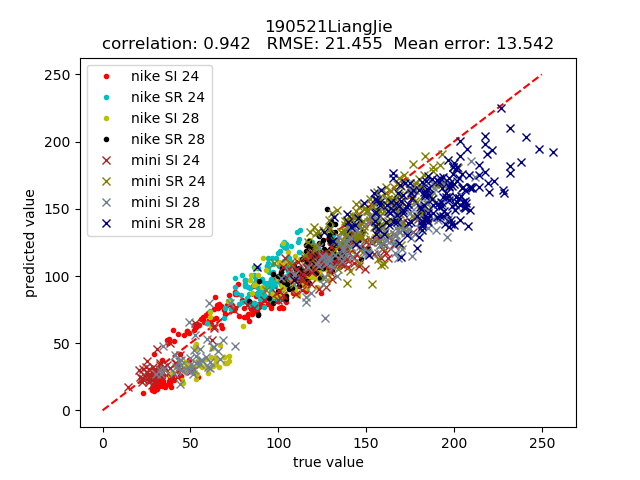 190521LiangJie
correlation: 0.942   RMSE: 21.455  Mean error: 13.542
nike SI 24
nike SR 24
nike SI 28
nike SR 28
mini SI 24
mini SR 24
mini SI 28
mini SR 28
predicted value
250
200
150
100
50
0
0 50 100 150 200 250
true value